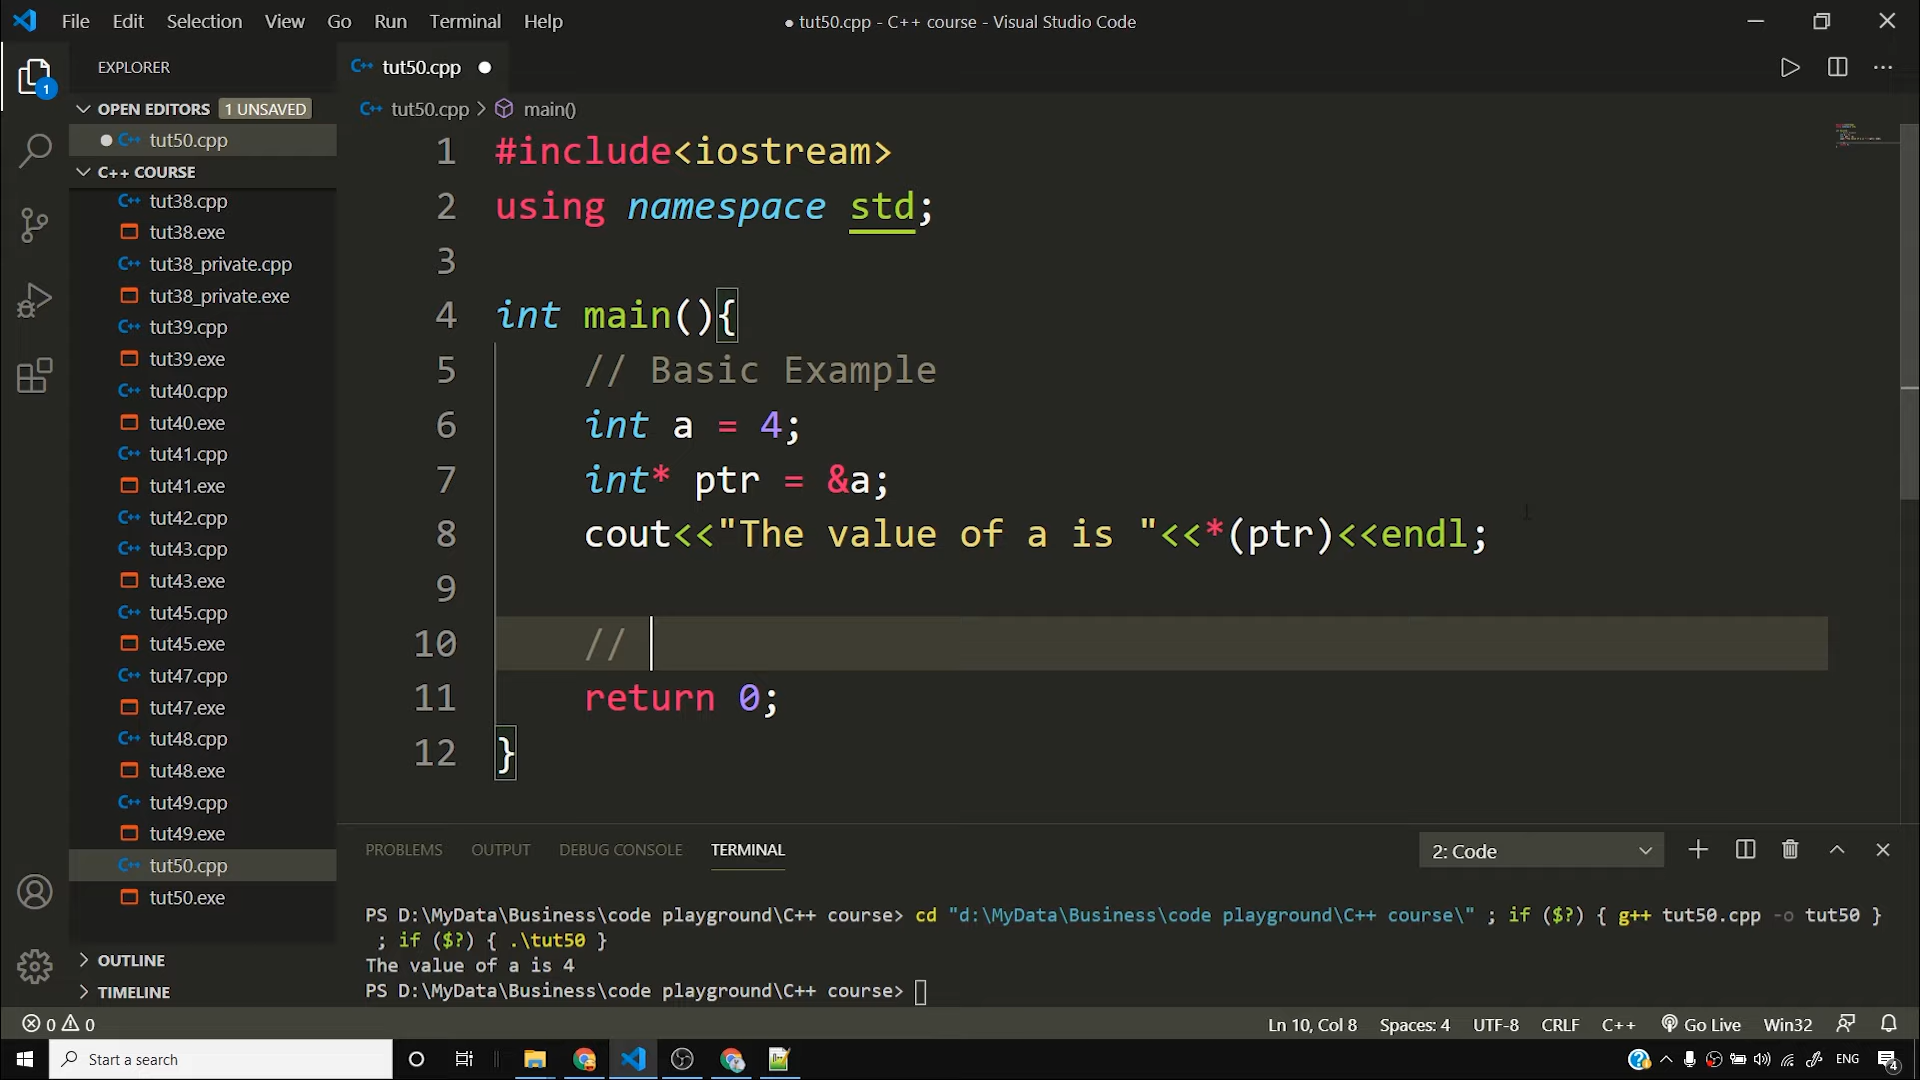 File Edit Selection View Go Run Terminal Help
● tut50.cpp - C++ course - Visual Studio Code
EXPLORER
OPEN EDITORS 1 UNSAVED
tut50.cpp
C++ COURSE
tut38.cpp
tut38.exe
tut38_private.cpp
tut38_private.exe
tut39.cpp
tut39.exe
tut40.cpp
tut40.exe
tut41.cpp
tut41.exe
tut42.cpp
tut43.cpp
tut43.exe
tut45.cpp
tut45.exe
tut47.cpp
tut47.exe
tut48.cpp
tut48.exe
tut49.cpp
tut49.exe
tut50.cpp
tut50.exe
OUTLINE
TIMELINE
1
tut50.cpp
tut50.cpp > main()
1 #include<iostream>
2 using namespace std;
3
4 int main(){
5 // Basic Example
6 int a = 4;
7 int* ptr = &a;
8 cout<<"The value of a is "<<*(ptr)<<endl;
9
10 //
11 return 0;
12 }
PROBLEMS OUTPUT DEBUG CONSOLE TERMINAL
2: Code
PS D:\MyData\Business\code playground\C++ course> cd "d:\MyData\Business\code playground\C++ course\" ; if ($?) { g++ tut50.cpp -o tut50 }
; if ($?) { .\tut50 }
The value of a is 4
PS D:\MyData\Business\code playground\C++ course>
0 0
Ln 10, Col 8 Spaces: 4 UTF-8 CRLF C++ Go Live Win32
Start a search
ENG
4